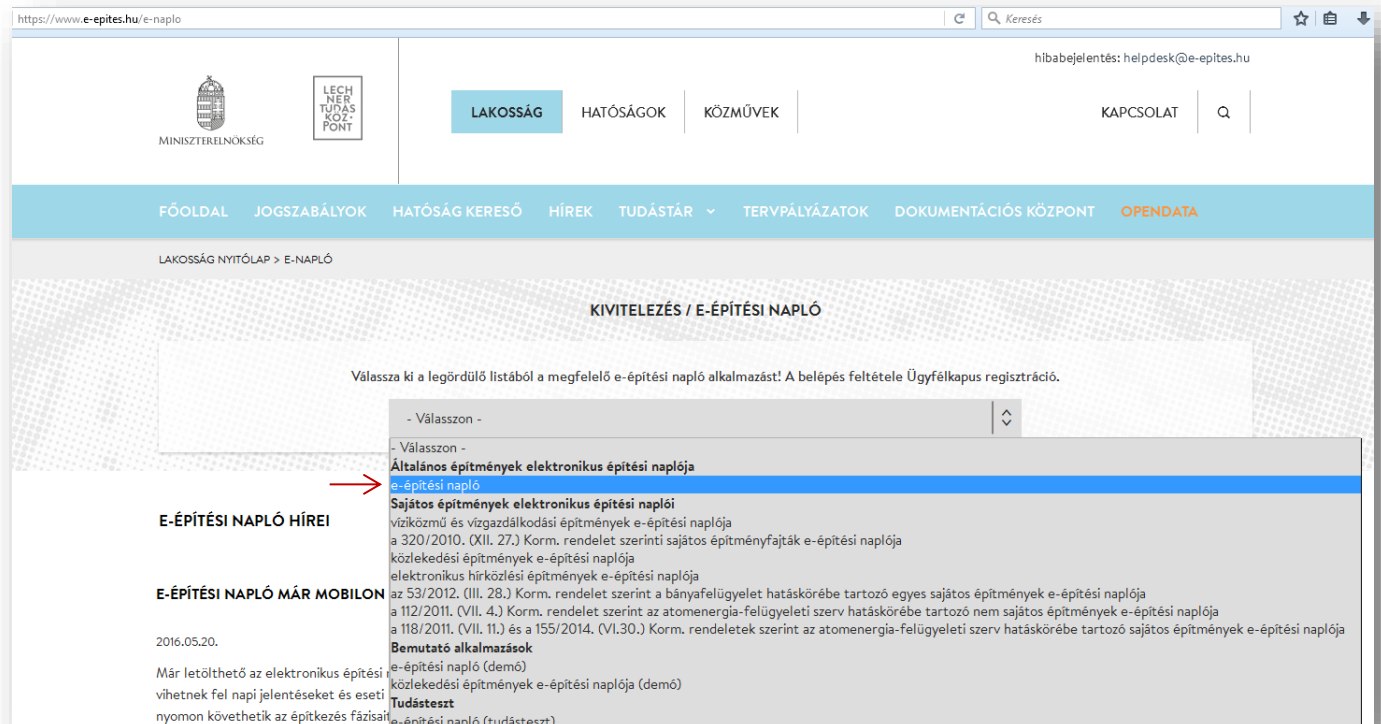 https://www.e-epites.hu/e-naplo
Keresés
hibabejelentés: helpdesk@e-epites.hu
MINISZTERELNÖKSÉG
LECH
NER
TUDÁS
KÖZ·
PONT
LAKOSSÁG HATÓSÁGOK KÖZMŰVEK KAPCSOLAT
FŐOLDAL JOGSZABÁLYOK HATÓSÁG KERESŐ HÍREK TUDÁSTÁR TERVPÁLYÁZATOK DOKUMENTÁCIÓS KÖZPONT OPENDATA
LAKOSSÁG NYITÓLAP > E-NAPLÓ
KIVITELEZÉS / E-ÉPÍTÉSI NAPLÓ
Válassza ki a legördülő listából a megfelelő e-építési napló alkalmazást! A belépés feltétele Ügyfélkapus regisztráció.
- Válasszon -
- Válasszon -
Általános építmények elektronikus építési naplója
e-építési napló
Sajátos építmények elektronikus építési naplói
víziközmű és vízgazdálkodási építmények e-építési naplója
a 320/2010. (XII. 27.) Korm. rendelet szerinti sajátos építményfajták e-építési naplója
közlekedési építmények e-építési naplója
elektronikus hírközlési építmények e-építési naplója
az 53/2012. (III. 28.) Korm. rendelet szerint a bányafelügyelet hatáskörébe tartozó egyes sajátos építmények e-építési naplója
a 112/2011. (VII. 4.) Korm. rendelet szerint az atomenergia-felügyeleti szerv hatáskörébe tartozó nem sajátos építmények e-építési naplója
a 118/2011. (VII. 11.) és a 155/2014. (VI.30.) Korm. rendeletek szerint az atomenergia-felügyeleti szerv hatáskörébe tartozó sajátos építmények e-építési naplója
Bemutató alkalmazások
e-építési napló (demó)
közlekedési építmények e-építési naplója (demó)
Tudásteszt
e-építési napló (tudásteszt)
E-ÉPÍTÉSI NAPLÓ HÍREI
E-ÉPÍTÉSI NAPLÓ MÁR MOBILON
2016.05.20.
Már letölthető az elektronikus építési
vihetnek fel napi jelentéseket és eseti
nyomon követhetik az építkezés fázisait